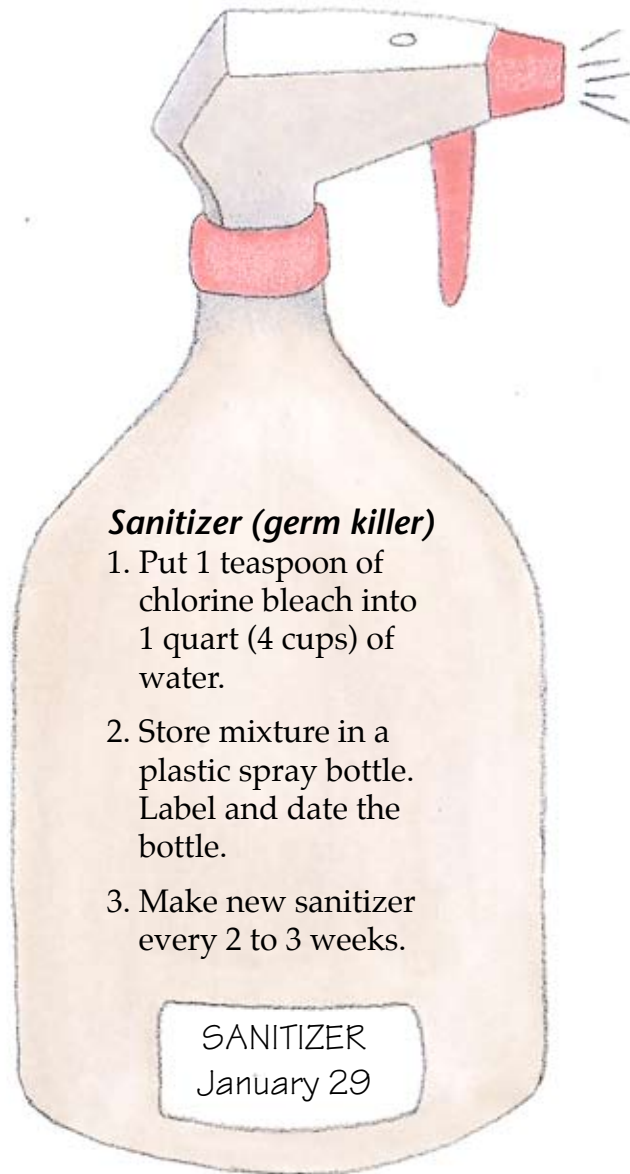 Sanitizer (germ killer)
1. Put 1 teaspoon of
chlorine bleach into
1 quart (4 cups) of
water.
2. Store mixture in a
plastic spray bottle.
Label and date the
bottle.
3. Make new sanitizer
every 2 to 3 weeks.
SANITIZER
January 29